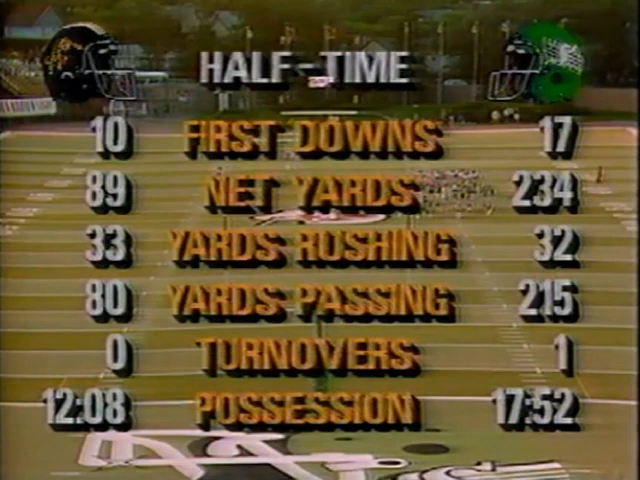 HALF-TIME
10 FIRST DOWNS 17
89 NET YARDS 234
33 YARDS RUSHING 32
80 YARDS PASSING 215
0 TURNOVERS 1
12:08 POSSESSION 17:52